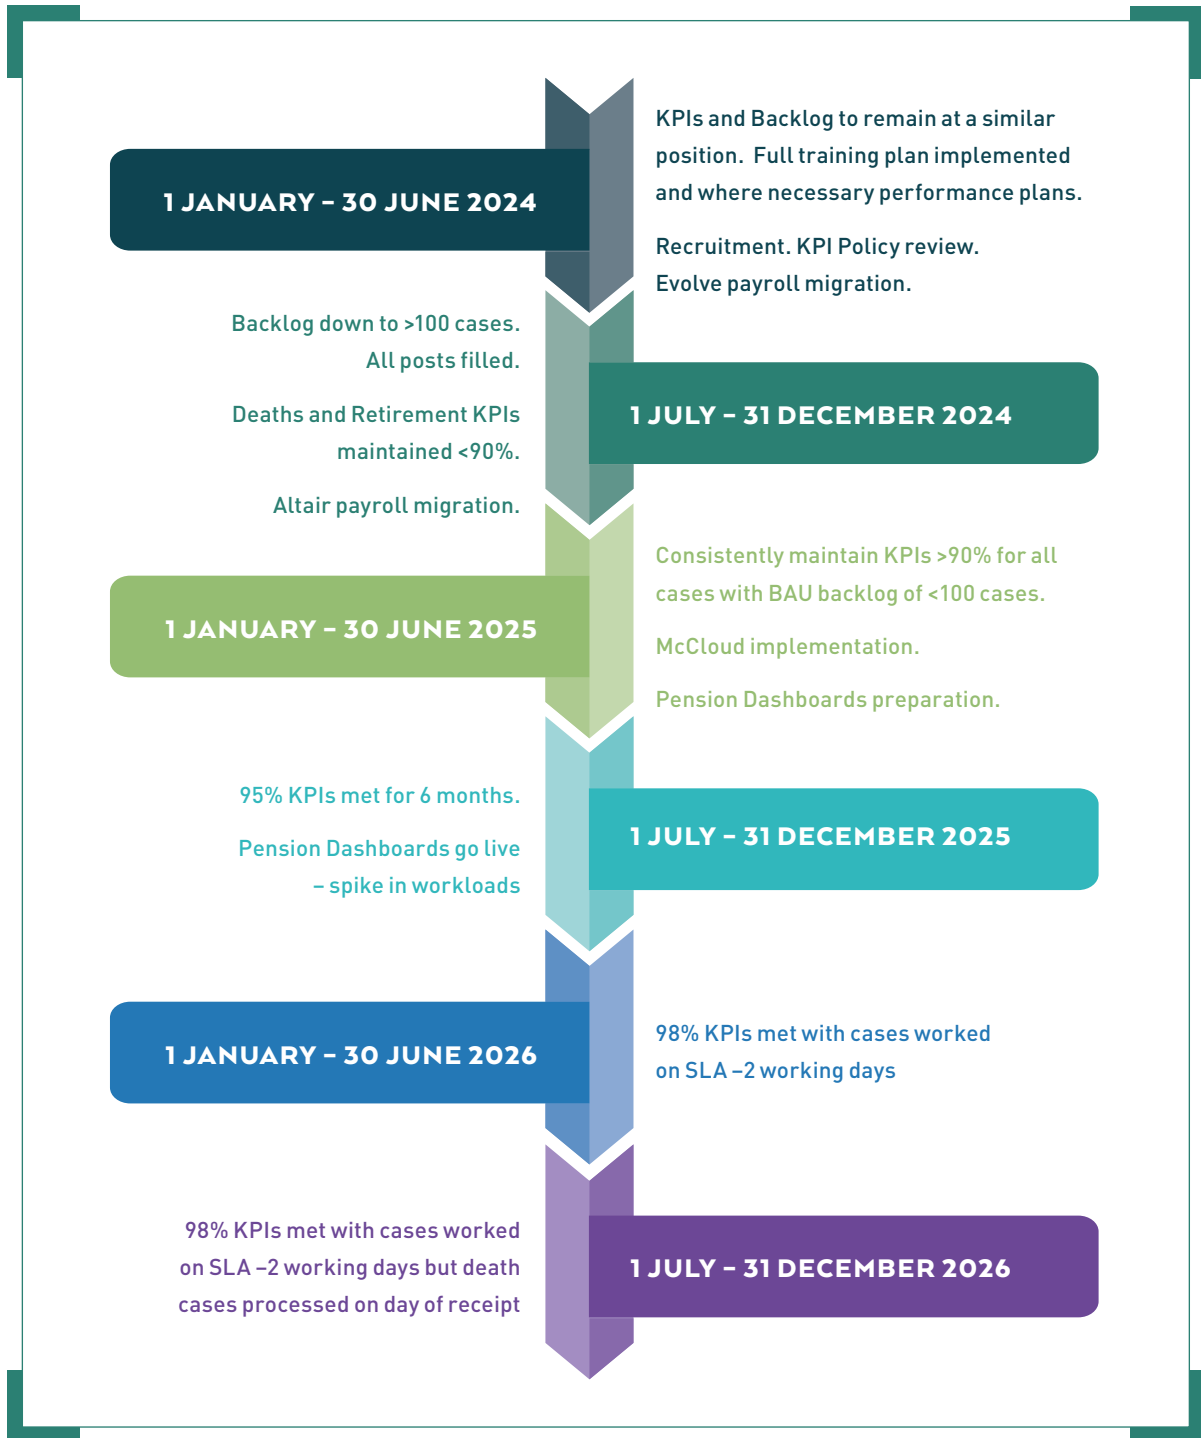 1 JANUARY – 30 JUNE 2024
KPIs and Backlog to remain at a similar
position.  Full training plan implemented
and where necessary performance plans.
Recruitment. KPI Policy review.
Evolve payroll migration.
1 JULY – 31 DECEMBER 2024
Backlog down to >100 cases.
All posts filled.
Deaths and Retirement KPIs
maintained <90%.
Altair payroll migration.
1 JANUARY – 30 JUNE 2025
Consistently maintain KPIs >90% for all
cases with BAU backlog of <100 cases.
McCloud implementation.
Pension Dashboards preparation.
1 JULY – 31 DECEMBER 2025
95% KPIs met for 6 months.
Pension Dashboards go live
– spike in workloads
1 JANUARY – 30 JUNE 2026
98% KPIs met with cases worked
on SLA –2 working days
1 JULY – 31 DECEMBER 2026
98% KPIs met with cases worked
on SLA –2 working days but death
cases processed on day of receipt